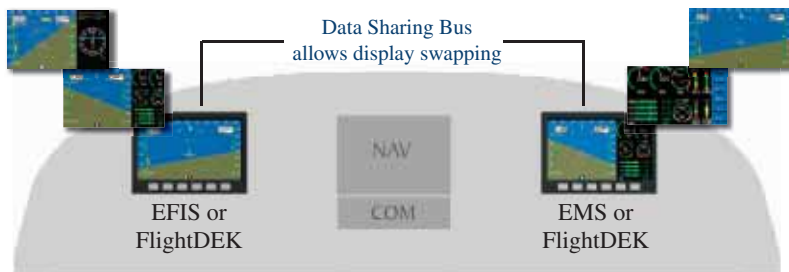 Data Sharing Bus
allows display swapping
NAV
COM
EFIS or
FlightDEK
EMS or
FlightDEK